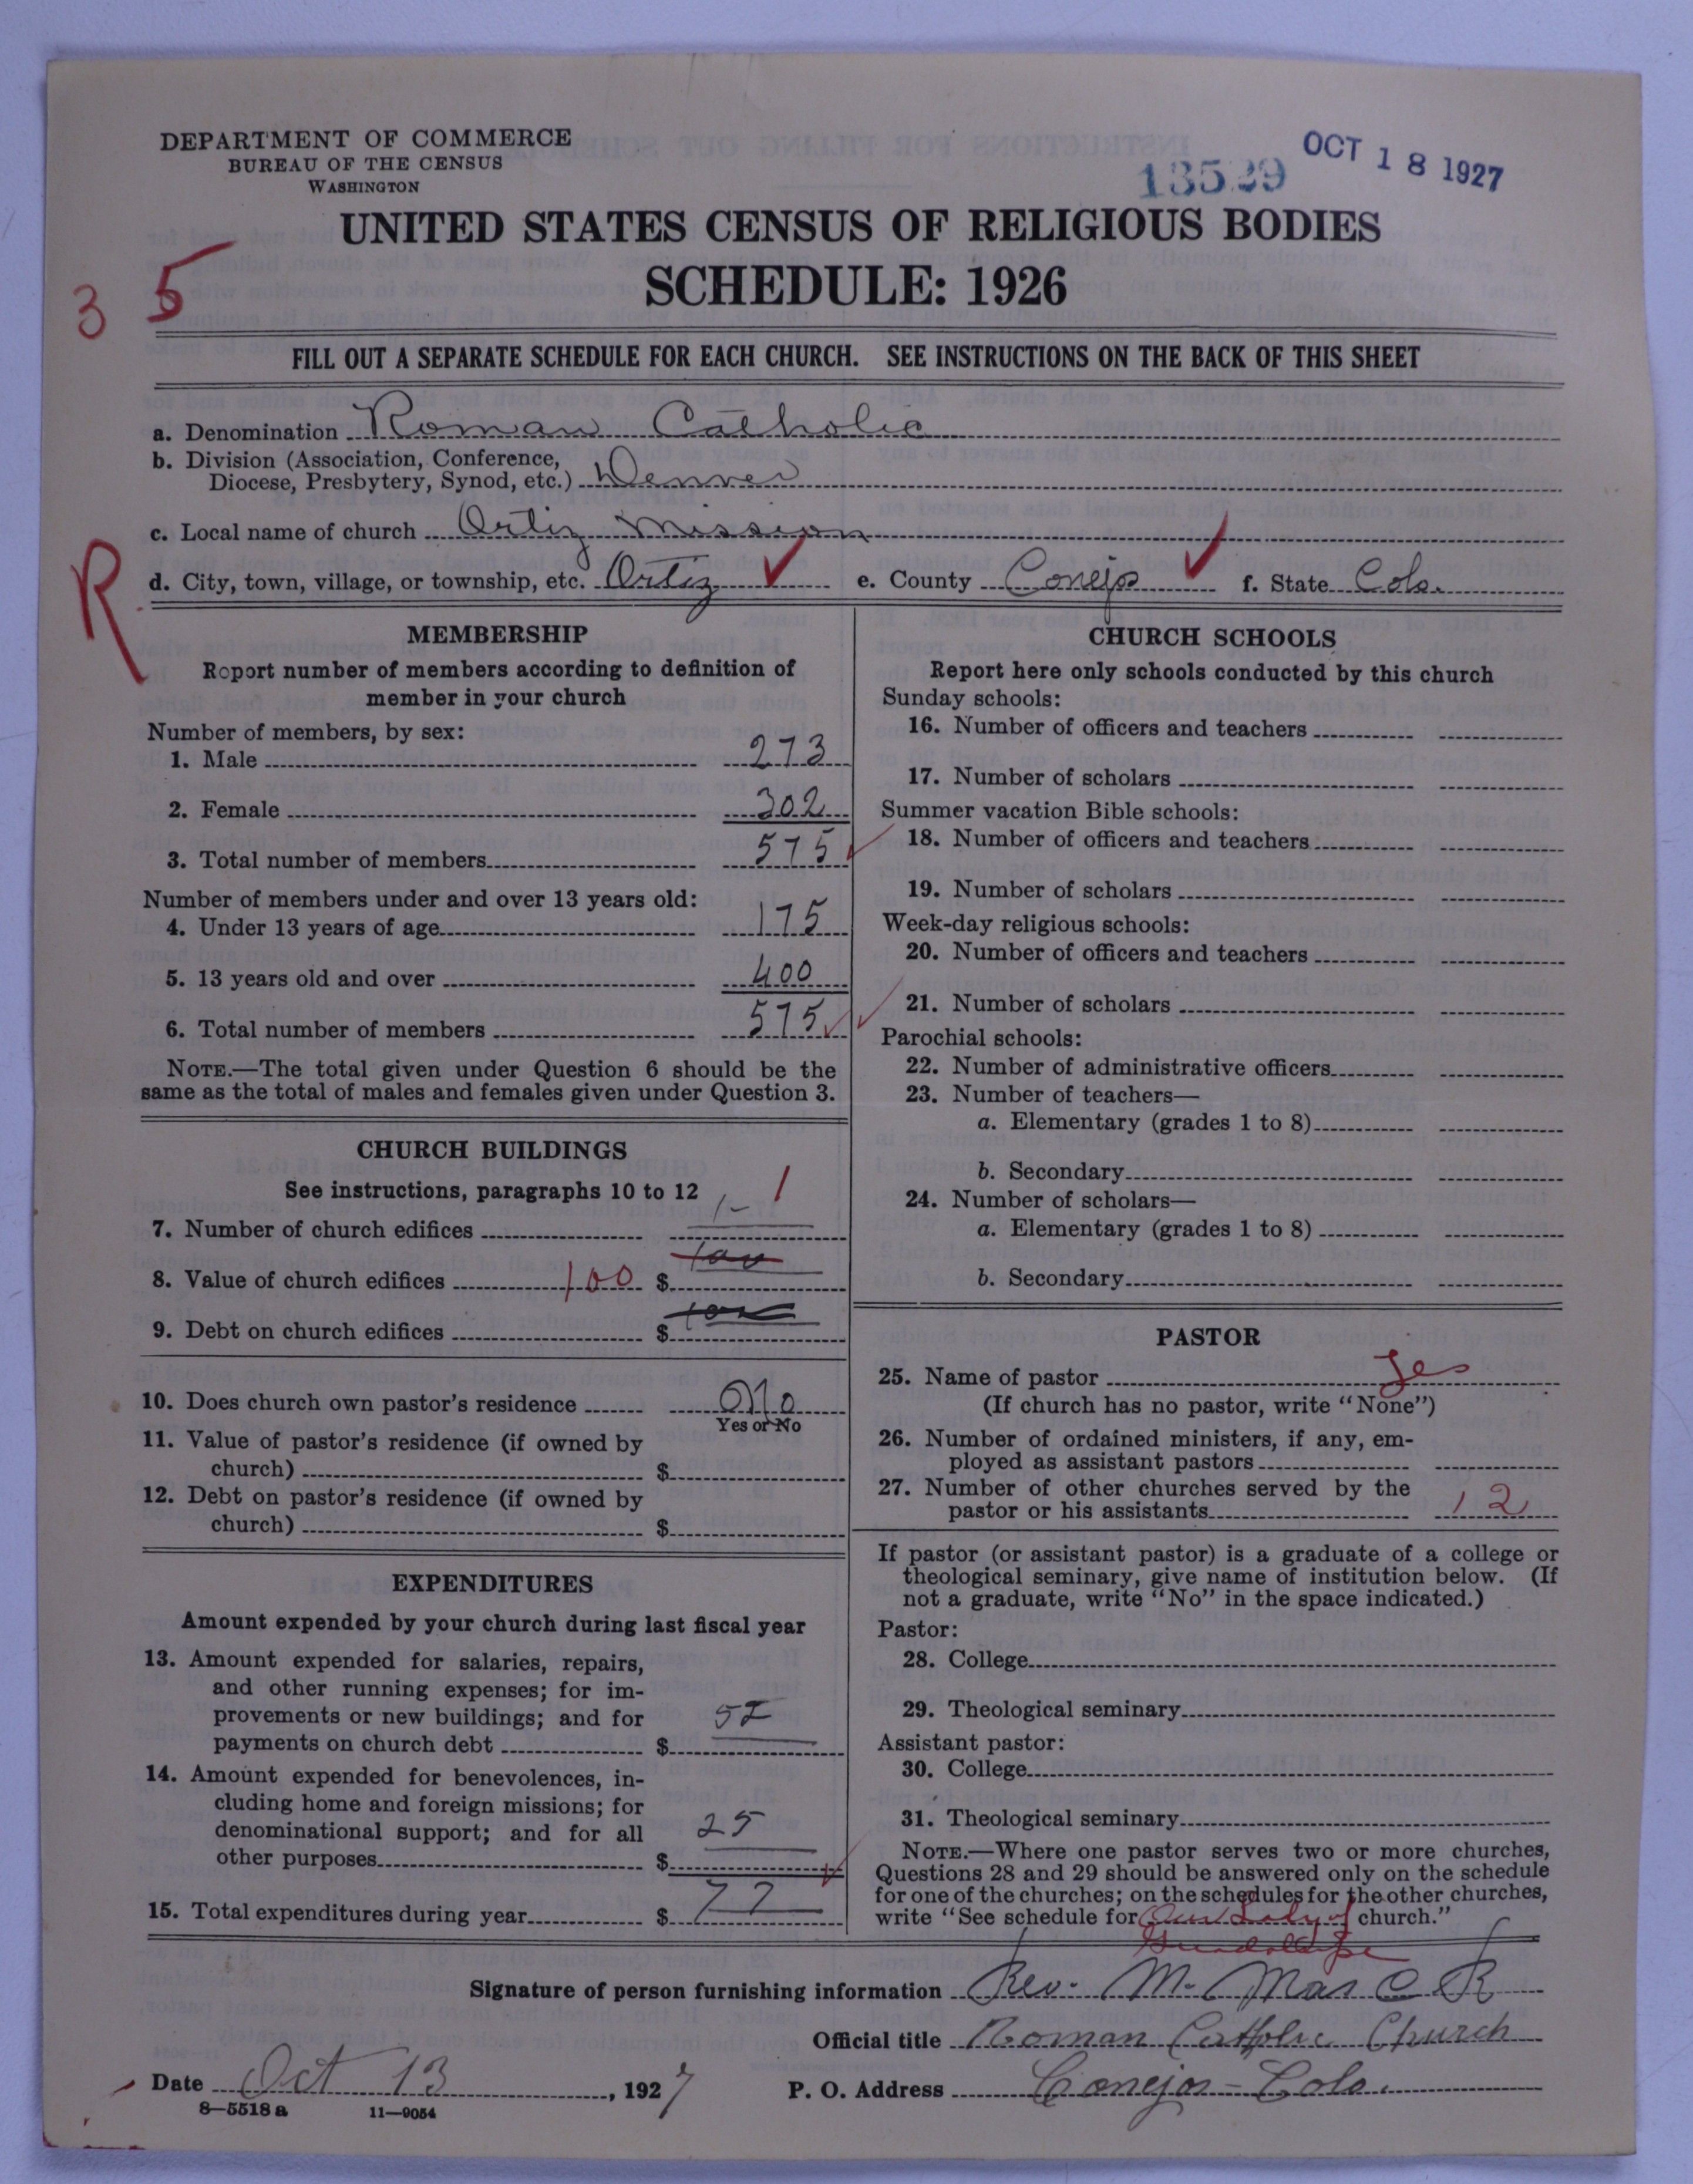 DEPARTMENT OF COMMERCE
BUREAU OF THE CENSUS
WASHINGTON
13529
OCT 18 1927
UNITED STATES CENSUS OF RELIGIOUS BODIES
SCHEDULE: 1926
3 5
FILL OUT A SEPARATE SCHEDULE FOR EACH CHURCH. SEE INSTRUCTIONS ON THE BACK OF THIS SHEET
a. Denomination Roman Catholic
b. Division (Association, Conference,
Diocese, Presbytery, Synod, etc.) Denver
c. Local name of church Ortiz Mission
R
d. City, town, village, or township, etc. Ortiz ✓ e. County Conejos ✓ f. State Colo.
MEMBERSHIP
Report number of members according to definition of
member in your church
Number of members, by sex:
1. Male 273
2. Female 302
3. Total number of members 575 ✓
Number of members under and over 13 years old:
4. Under 13 years of age 175
5. 13 years old and over 400
6. Total number of members 575 ✓ ✓
NOTE.—The total given under Question 6 should be the
same as the total of males and females given under Question 3.
CHURCH BUILDINGS
See instructions, paragraphs 10 to 12
7. Number of church edifices 1- 1
8. Value of church edifices 100 $ 100
9. Debt on church edifices $
10. Does church own pastor's residence No
Yes or No
11. Value of pastor's residence (if owned by
church) $
12. Debt on pastor's residence (if owned by
church) $
EXPENDITURES
Amount expended by your church during last fiscal year
13. Amount expended for salaries, repairs,
and other running expenses; for im-
provements or new buildings; and for
payments on church debt $ 52
14. Amount expended for benevolences, in-
cluding home and foreign missions; for
denominational support; and for all
other purposes $ 25
15. Total expenditures during year $ 77 ✓
CHURCH SCHOOLS
Report here only schools conducted by this church
Sunday schools:
16. Number of officers and teachers
17. Number of scholars
Summer vacation Bible schools:
18. Number of officers and teachers
19. Number of scholars
Week-day religious schools:
20. Number of officers and teachers
21. Number of scholars
Parochial schools:
22. Number of administrative officers
23. Number of teachers—
a. Elementary (grades 1 to 8)
b. Secondary
24. Number of scholars—
a. Elementary (grades 1 to 8)
b. Secondary
PASTOR
25. Name of pastor Yes
(If church has no pastor, write "None")
26. Number of ordained ministers, if any, em-
ployed as assistant pastors
27. Number of other churches served by the
pastor or his assistants 12
If pastor (or assistant pastor) is a graduate of a college or
theological seminary, give name of institution below. (If
not a graduate, write "No" in the space indicated.)
Pastor:
28. College
29. Theological seminary
Assistant pastor:
30. College
31. Theological seminary
NOTE.—Where one pastor serves two or more churches,
Questions 28 and 29 should be answered only on the schedule
for one of the churches; on the schedules for the other churches,
write "See schedule for Our Lady of church."
Guadalupe
Signature of person furnishing information Rev. M. Mas C R
Official title Roman Catholic Church
Date Oct 13, 1927 P. O. Address Conejos - Colo.
8—5518 a 11—9054